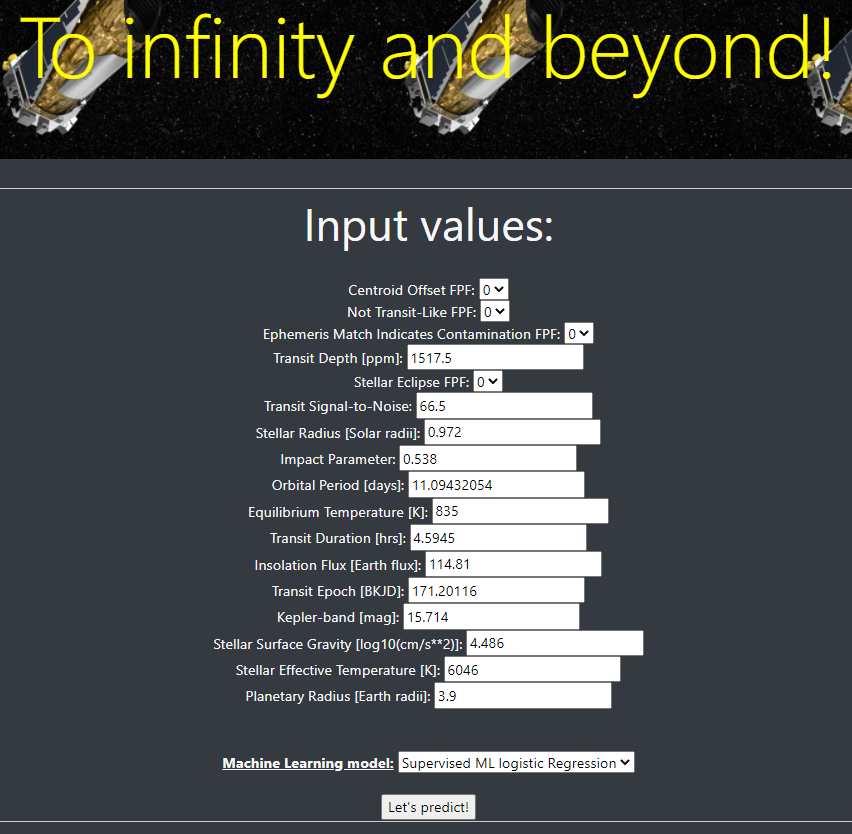 To infinity and beyond!
Input values:
Centroid Offset FPF: 0
Not Transit-Like FPF: 0
Ephemeris Match Indicates Contamination FPF: 0
Transit Depth [ppm]: 1517.5
Stellar Eclipse FPF: 0
Transit Signal-to-Noise: 66.5
Stellar Radius [Solar radii]: 0.972
Impact Parameter: 0.538
Orbital Period [days]: 11.09432054
Equilibrium Temperature [K]: 835
Transit Duration [hrs]: 4.5945
Insolation Flux [Earth flux]: 114.81
Transit Epoch [BKJD]: 171.20116
Kepler-band [mag]: 15.714
Stellar Surface Gravity [log10(cm/s**2)]: 4.486
Stellar Effective Temperature [K]: 6046
Planetary Radius [Earth radii]: 3.9
Machine Learning model: Supervised ML logistic Regression
Let's predict!